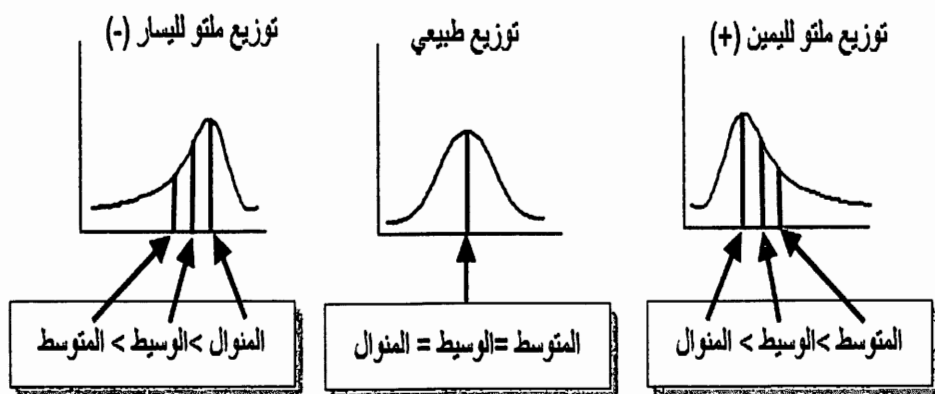 توزيع ملتو لليمين (+)
توزيع طبيعي
توزيع ملتو لليسار (-)
المتوسط >الوسيط > المنوال
المتوسط =الوسيط = المنوال
المنوال >الوسيط > المتوسط